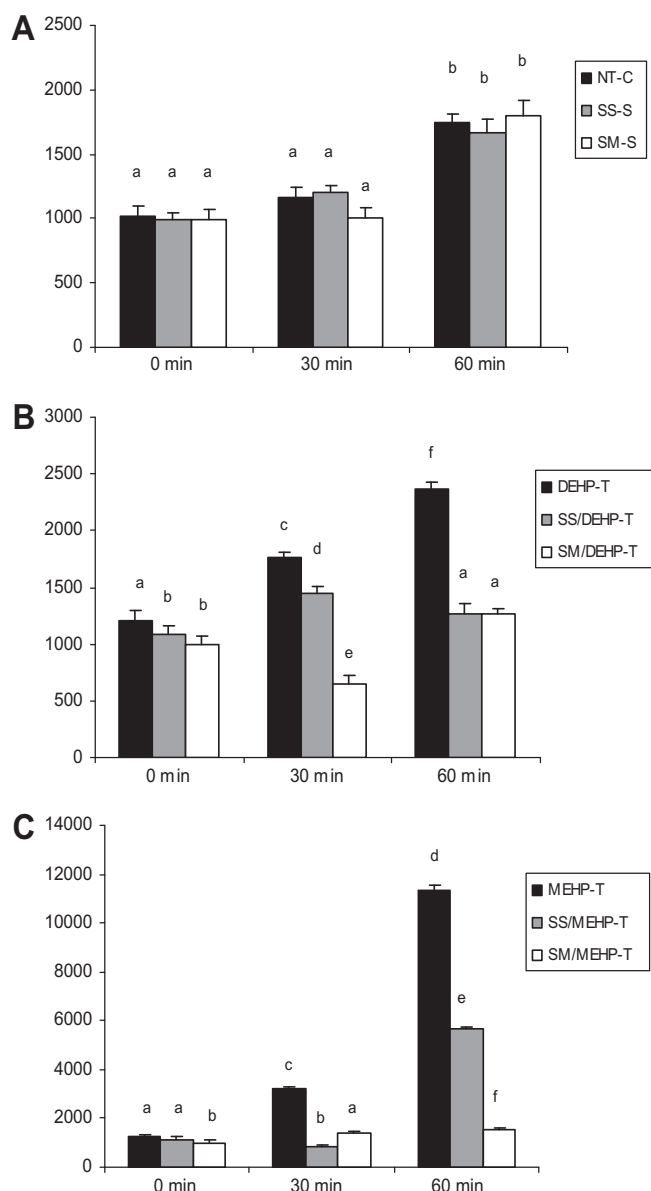 A
2500
2000
1500
1000
500
0
a a a
a a a
b b b
0 min 30 min 60 min
NT-C
SS-S
SM-S
B
3000
2500
2000
1500
1000
500
0
a b b
c d e
f a a
0 min 30 min 60 min
DEHP-T
SS/DEHP-T
SM/DEHP-T
C
14000
12000
10000
8000
6000
4000
2000
0
a a b
c b a
d e f
0 min 30 min 60 min
MEHP-T
SS/MEHP-T
SM/MEHP-T